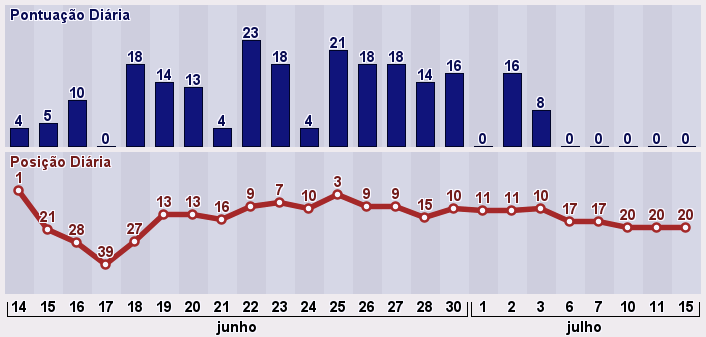 Pontuação Diária
4 5 10 0 18 14 13 4 23 18 4 21 18 18 14 16 0 16 8 0 0 0 0 0
Posição Diária
1 21 28 39 27 13 13 16 9 7 10 3 9 9 15 10 11 11 10 17 17 20 20 20
14 15 16 17 18 19 20 21 22 23 24 25 26 27 28 30 1 2 3 6 7 10 11 15
junho julho